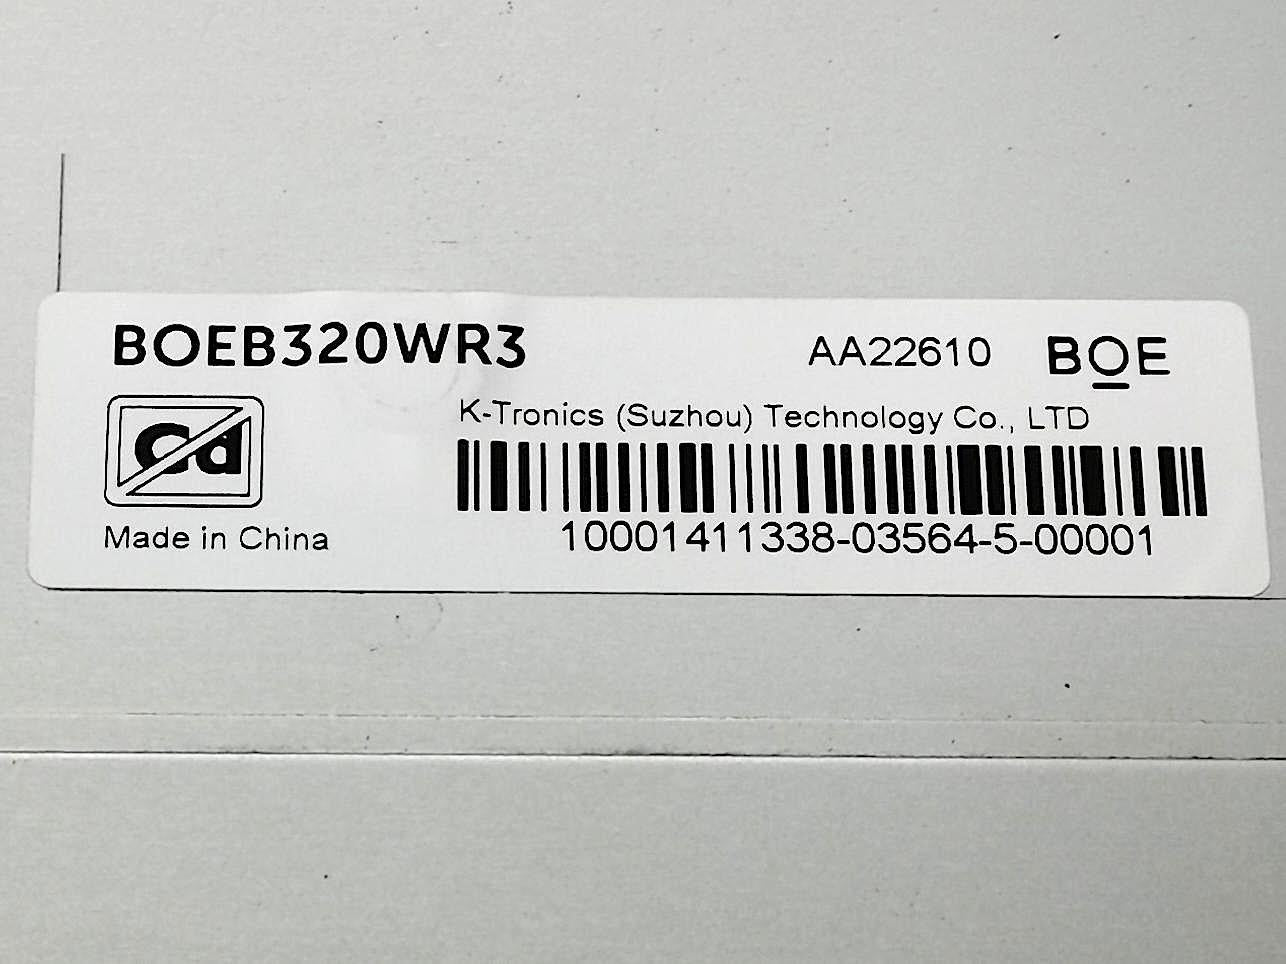 BOEB320WR3
AA22610 BOE
Cd
K-Tronics (Suzhou) Technology Co., LTD
Made in China
10001411338-03564-5-00001